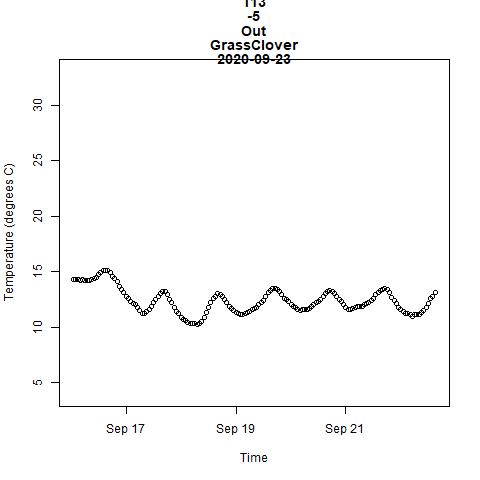 T13
-5
Out
GrassClover
2020-09-23
30
25
20
15
10
5
Temperature (degrees C)
Sep 17 Sep 19 Sep 21
Time